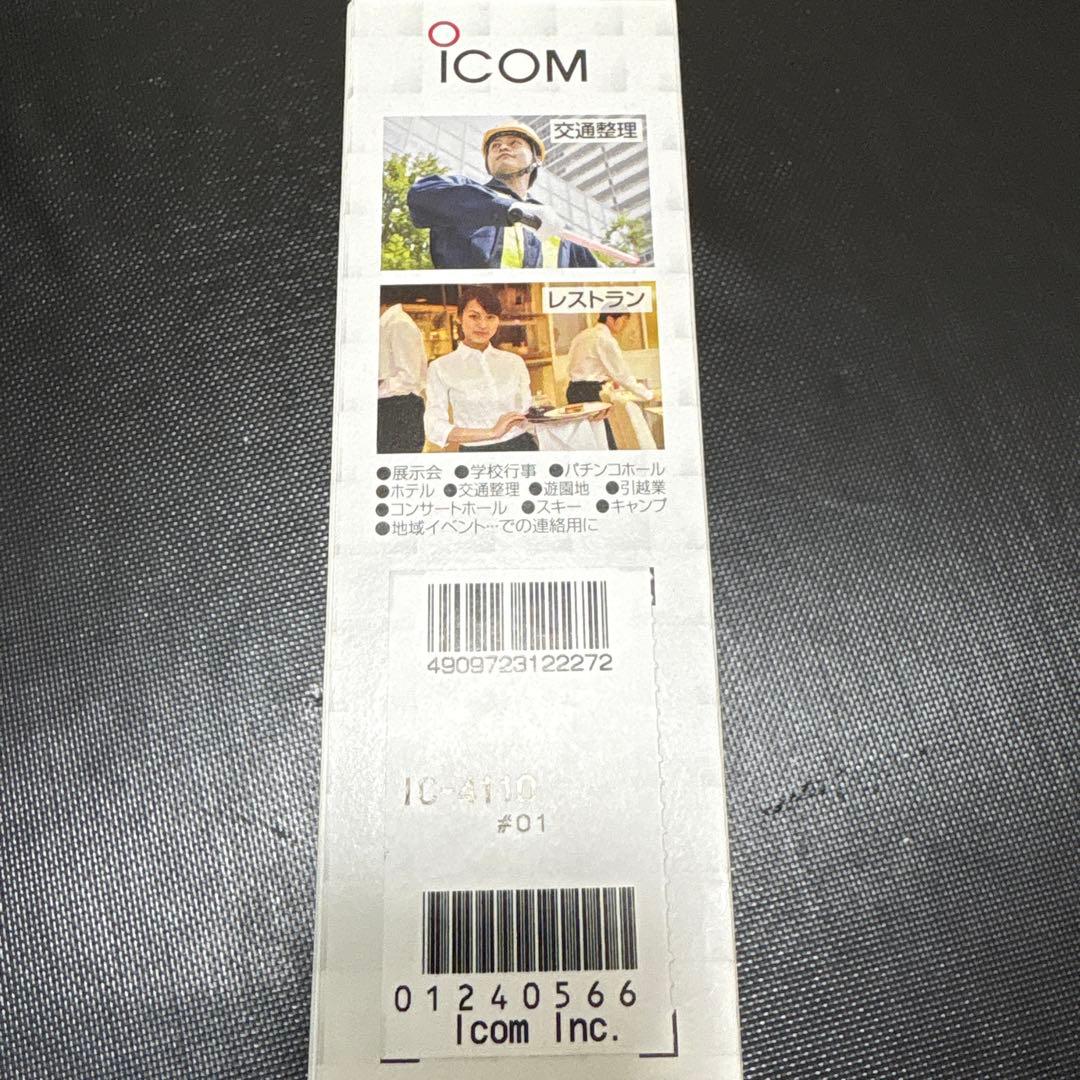 iCOM
交通整理
レストラン
●展示会 ●学校行事 ●パチンコホール
●ホテル ●交通整理 ●遊園地 ●引越業
●コンサートホール ●スキー ●キャンプ
●地域イベント…での連絡用に
4909723122272
IC-4110
#01
01240566
Icom Inc.